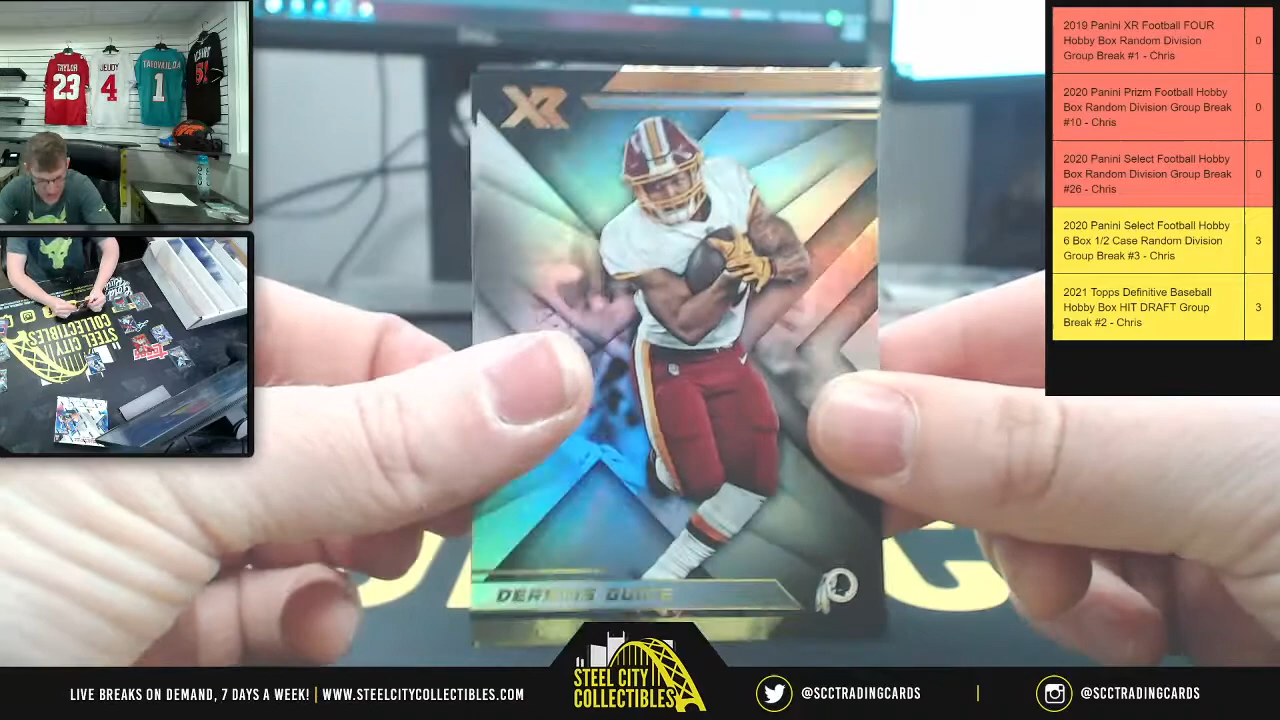 TAYLOR
23
JEUDY
4
TAGOVAILOA
1
XR
DERRIUS GUICE
STEEL CITY
COLLECTIBLES
2019 Panini XR Football FOUR
Hobby Box Random Division
Group Break #1 - Chris
0
2020 Panini Prizm Football Hobby
Box Random Division Group Break
#10 - Chris
0
2020 Panini Select Football Hobby
Box Random Division Group Break
#26 - Chris
0
2020 Panini Select Football Hobby
6 Box 1/2 Case Random Division
Group Break #3 - Chris
3
2021 Topps Definitive Baseball
Hobby Box HIT DRAFT Group
Break #2 - Chris
3
LIVE BREAKS ON DEMAND, 7 DAYS A WEEK! | WWW.STEELCITYCOLLECTIBLES.COM
STEEL CITY
COLLECTIBLES
@SCCTRADINGCARDS | @SCCTRADINGCARDS